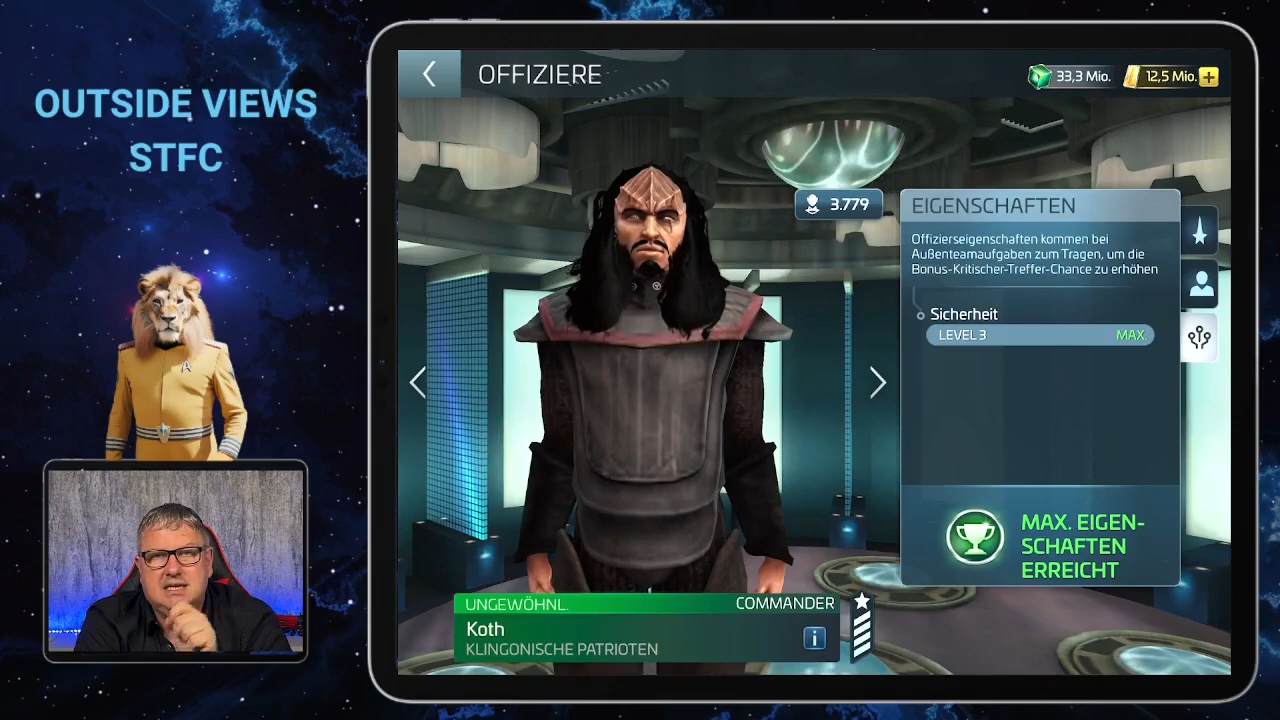 OUTSIDE VIEWS
STFC
OFFIZIERE
33,3 Mio.
12,5 Mio.
3.779
EIGENSCHAFTEN
Offizierseigenschaften kommen bei
Außenteamaufgaben zum Tragen, um die
Bonus-Kritischer-Treffer-Chance zu erhöhen
Sicherheit
LEVEL 3 MAX.
MAX. EIGEN-
SCHAFTEN
ERREICHT
UNGEWÖHNL. COMMANDER
Koth
KLINGONISCHE PATRIOTEN